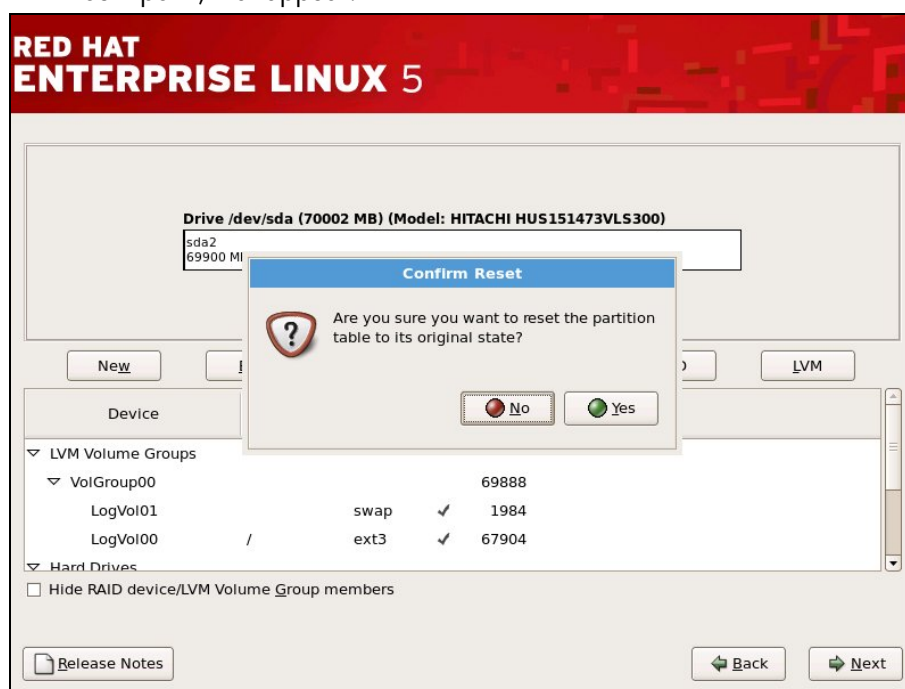 RED HAT
ENTERPRISE LINUX 5
Drive /dev/sda (70002 MB) (Model: HITACHI HUS151473VLS300)
sda2
69900 M
Confirm Reset
Are you sure you want to reset the partition
table to its original state?
No Yes
New LVM
Device
LVM Volume Groups
VolGroup00 69888
LogVol01 swap ✓ 1984
LogVol00 / ext3 ✓ 67904
Hard Drives
Hide RAID device/LVM Volume Group members
Release Notes Back Next